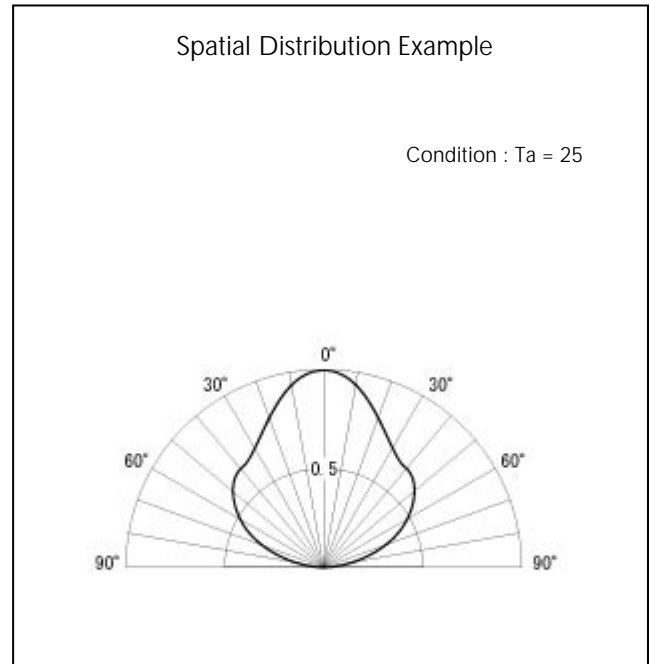 Spatial Distribution Example
Condition : Ta = 25
0°
30° 30°
60° 60°
0.5
90° 90°